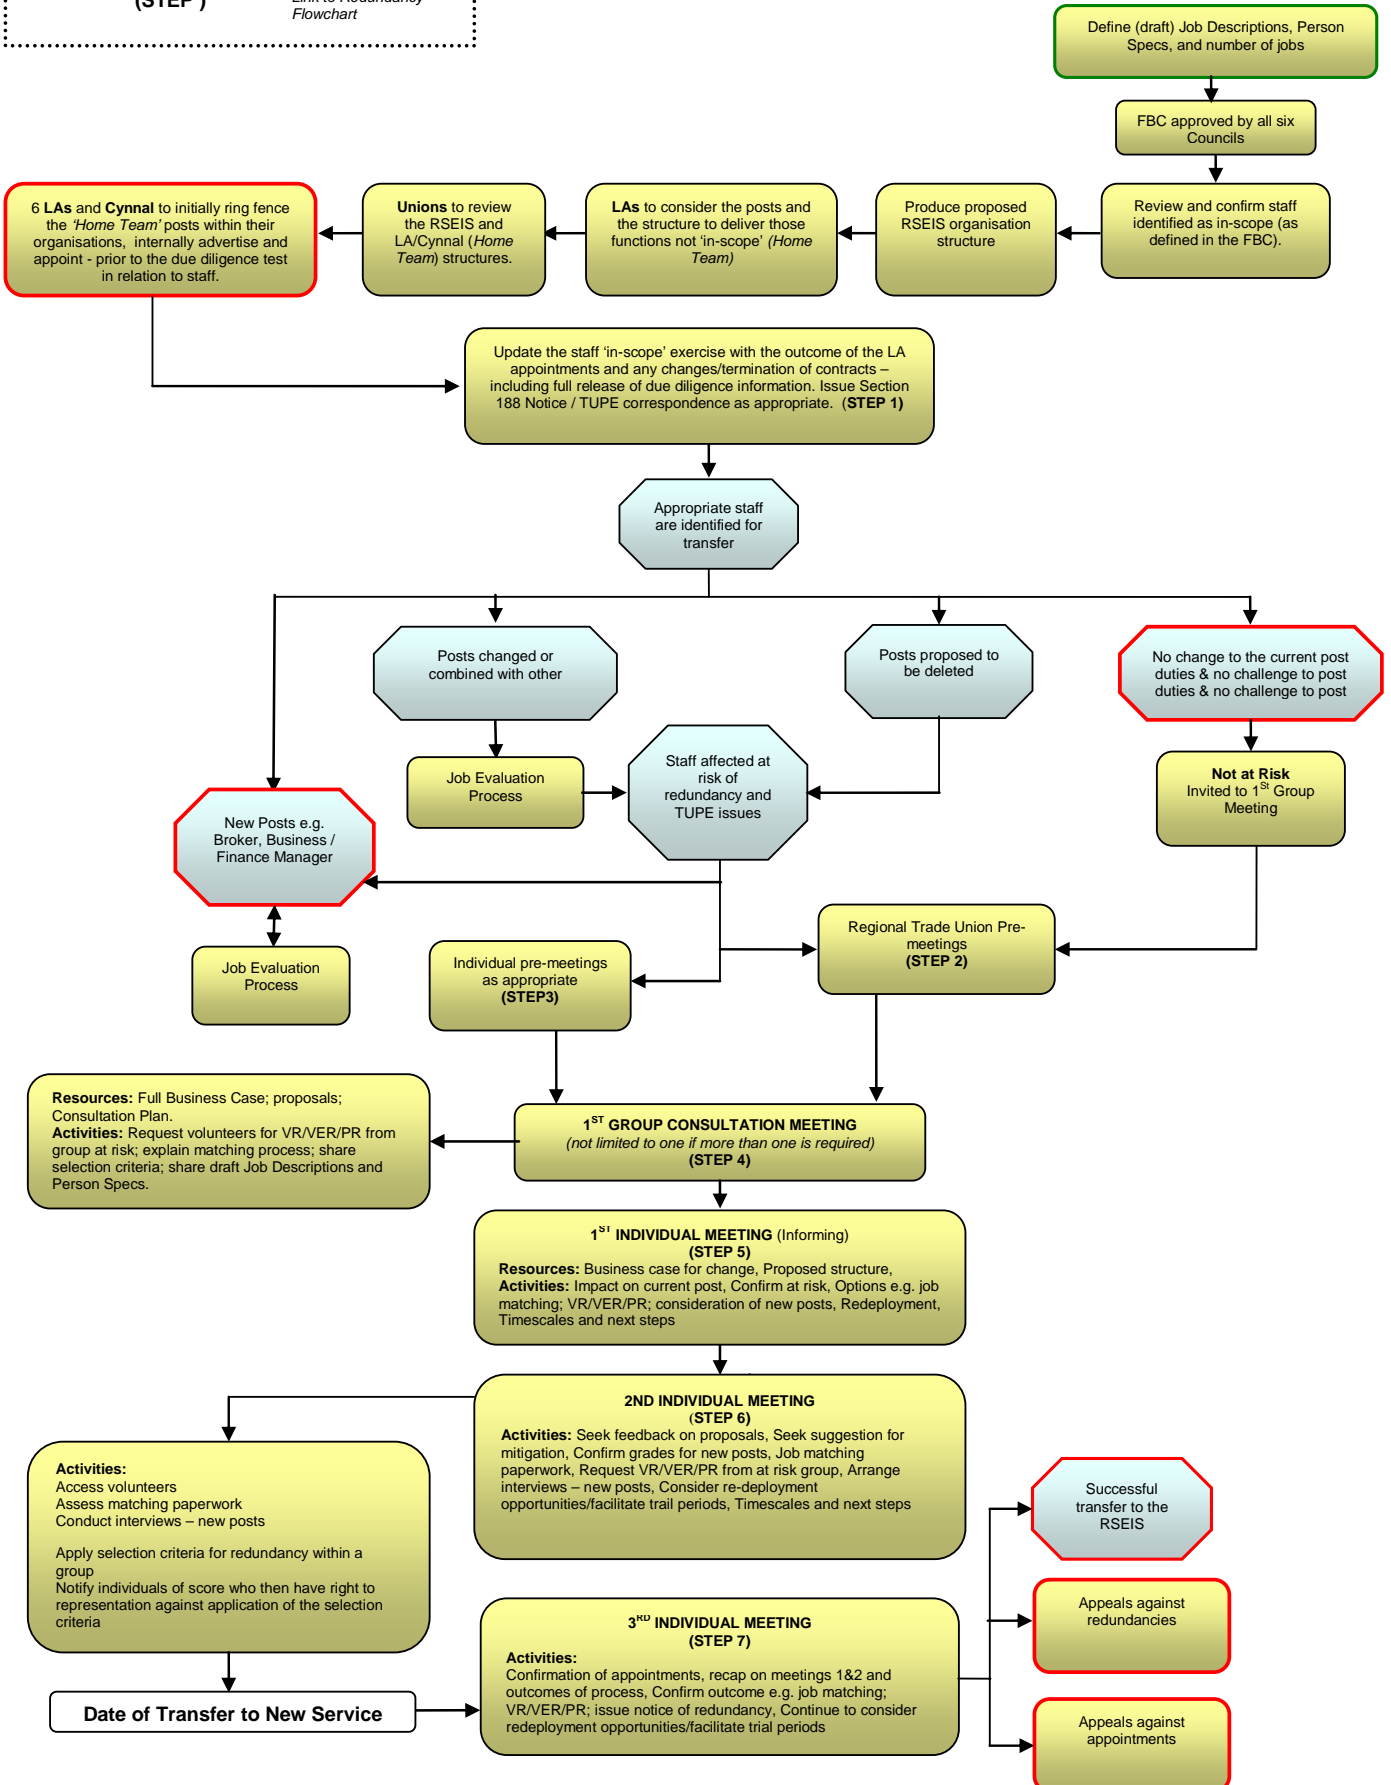 (STEP )
Link to Redundancy
Flowchart
Define (draft) Job Descriptions, Person
Specs, and number of jobs
FBC approved by all six
Councils
6 LAs and Cynnal to initially ring fence
the ‘Home Team’ posts within their
organisations, internally advertise and
appoint - prior to the due diligence test
in relation to staff.
Unions to review
the RSEIS and
LA/Cynnal (Home
Team) structures.
LAs to consider the posts and
the structure to deliver those
functions not ‘in-scope’ (Home
Team)
Produce proposed
RSEIS organisation
structure
Review and confirm staff
identified as in-scope (as
defined in the FBC).
Update the staff ‘in-scope’ exercise with the outcome of the LA
appointments and any changes/termination of contracts –
including full release of due diligence information. Issue Section
188 Notice / TUPE correspondence as appropriate. (STEP 1)
Appropriate staff
are identified for
transfer
Posts changed or
combined with other
Posts proposed to
be deleted
No change to the current post
duties & no challenge to post
duties & no challenge to post
Job Evaluation
Process
Staff affected at
risk of
redundancy and
TUPE issues
Not at Risk
Invited to 1St Group
Meeting
New Posts e.g.
Broker, Business /
Finance Manager
Job Evaluation
Process
Individual pre-meetings
as appropriate
(STEP3)
Regional Trade Union Pre-
meetings
(STEP 2)
Resources: Full Business Case; proposals;
Consultation Plan.
Activities: Request volunteers for VR/VER/PR from
group at risk; explain matching process; share
selection criteria; share draft Job Descriptions and
Person Specs.
1ST GROUP CONSULTATION MEETING
(not limited to one if more than one is required)
(STEP 4)
1ST INDIVIDUAL MEETING (Informing)
(STEP 5)
Resources: Business case for change, Proposed structure,
Activities: Impact on current post, Confirm at risk, Options e.g. job
matching; VR/VER/PR; consideration of new posts, Redeployment,
Timescales and next steps
2ND INDIVIDUAL MEETING
(STEP 6)
Activities: Seek feedback on proposals, Seek suggestion for
mitigation, Confirm grades for new posts, Job matching
paperwork, Request VR/VER/PR from at risk group, Arrange
interviews – new posts, Consider re-deployment
opportunities/facilitate trail periods, Timescales and next steps
Activities:
Access volunteers
Assess matching paperwork
Conduct interviews – new posts
Apply selection criteria for redundancy within a
group
Notify individuals of score who then have right to
representation against application of the selection
criteria
Date of Transfer to New Service
3RD INDIVIDUAL MEETING
(STEP 7)
Activities:
Confirmation of appointments, recap on meetings 1&2 and
outcomes of process, Confirm outcome e.g. job matching;
VR/VER/PR; issue notice of redundancy, Continue to consider
redeployment opportunities/facilitate trial periods
Successful
transfer to the
RSEIS
Appeals against
redundancies
Appeals against
appointments